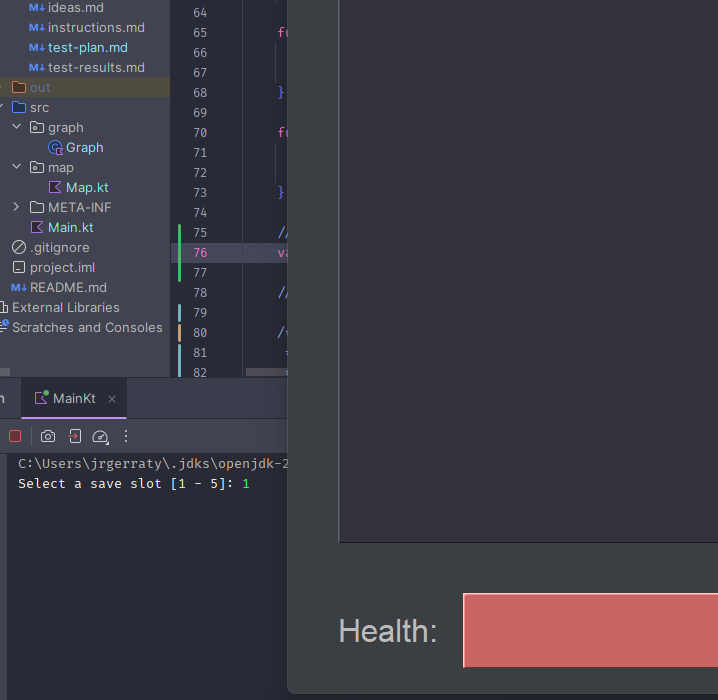 ideas.md
instructions.md
test-plan.md
test-results.md
out
src
graph
Graph
map
Map.kt
META-INF
Main.kt
.gitignore
project.iml
README.md
External Libraries
Scratches and Consoles
64
65 fu
66
67
68 }
69
70 fu
71
72
73 }
74
75 //
76 va
77
78 //
79
80 /*
81 *
82 *
MainKt
C:\Users\jrgerraty\.jdks\openjdk-2
Select a save slot [1 - 5]: 1
Health: